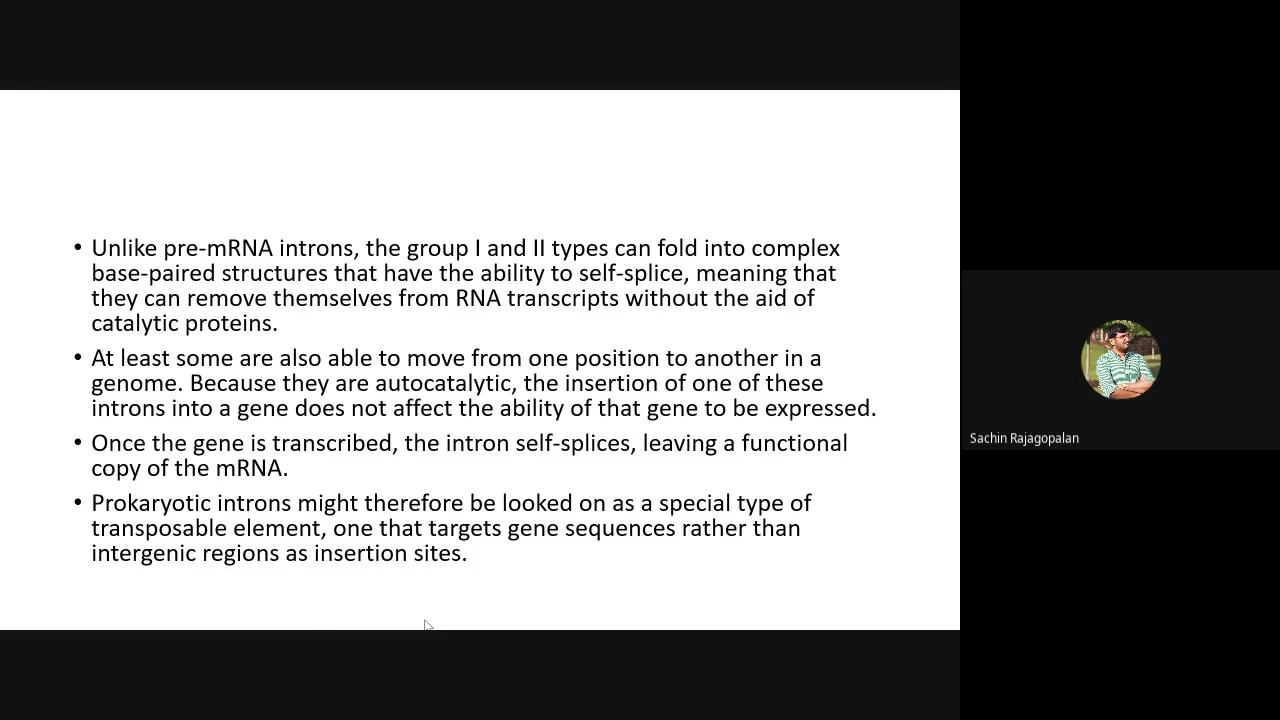 • Unlike pre-mRNA introns, the group I and II types can fold into complex
base-paired structures that have the ability to self-splice, meaning that
they can remove themselves from RNA transcripts without the aid of
catalytic proteins.
• At least some are also able to move from one position to another in a
genome. Because they are autocatalytic, the insertion of one of these
introns into a gene does not affect the ability of that gene to be expressed.
• Once the gene is transcribed, the intron self-splices, leaving a functional
copy of the mRNA.
• Prokaryotic introns might therefore be looked on as a special type of
transposable element, one that targets gene sequences rather than
intergenic regions as insertion sites.
Sachin Rajagopalan